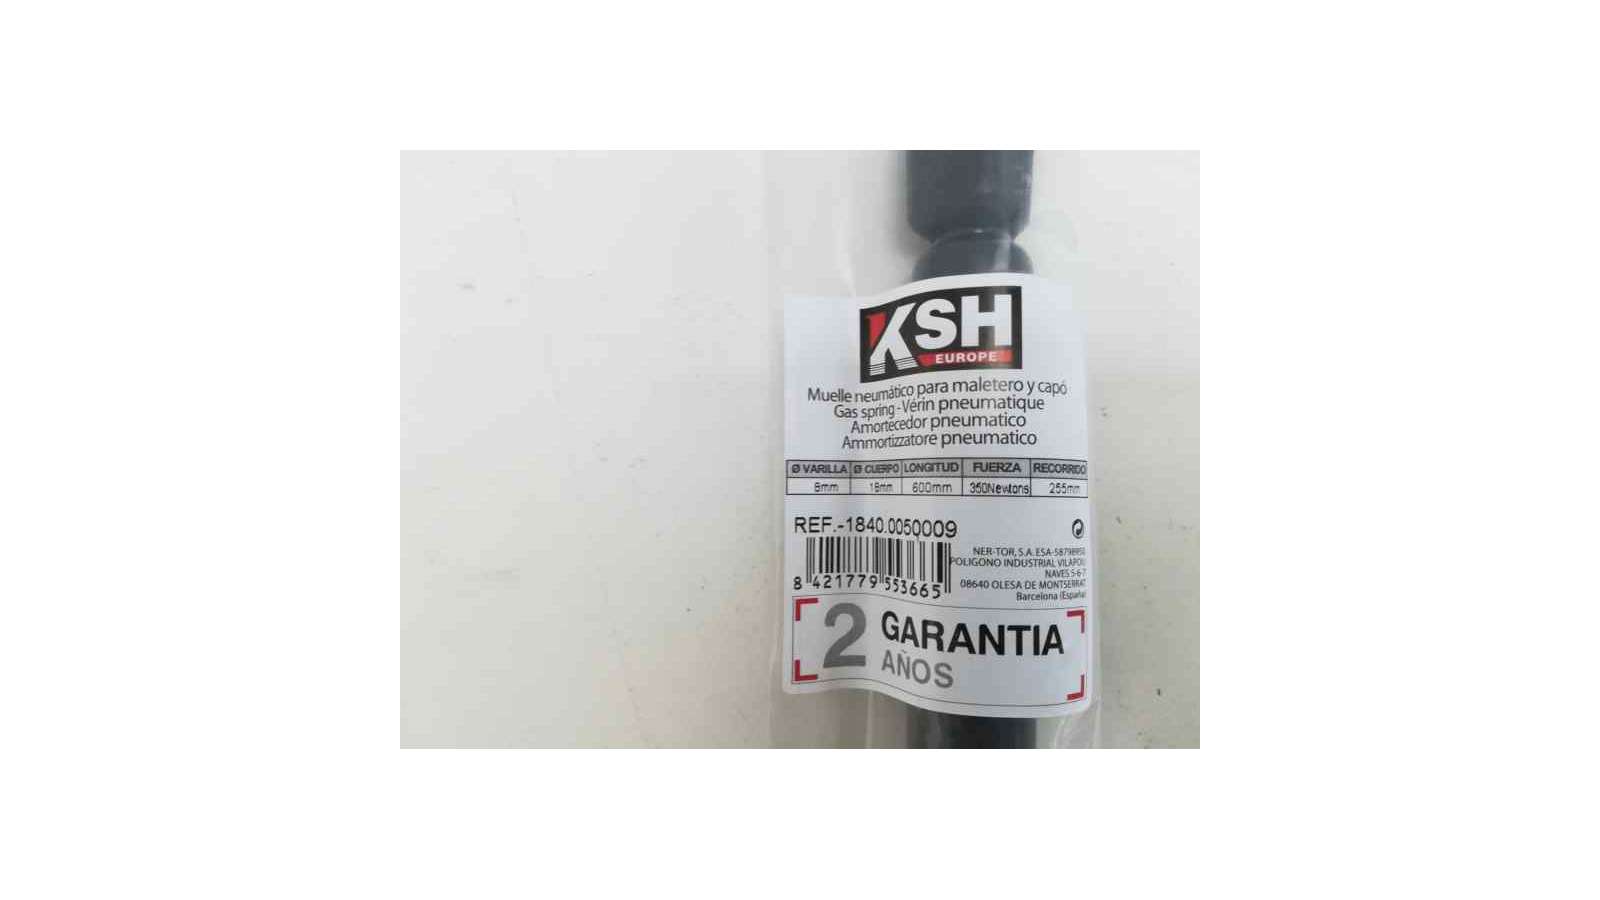 KSH
EUROPE
Muelle neumático para maletero y capó
Gas spring - Vérin pneumatique
Amortecedor pneumatico
Ammortizzatore pneumatico
Ø VARILLA Ø CUERPO LONGITUD FUERZA RECORRIDO
8mm 18mm 600mm 350Newtons 255mm
REF.-1840.0050009
NER-TOR, S.A. ESA-58798950
POLIGONO INDUSTRIAL VILAPOU
NAVES 5-6-7
08640 OLESA DE MONTSERRAT
Barcelona (España)
8 421779 553665
2 GARANTIA
AÑOS